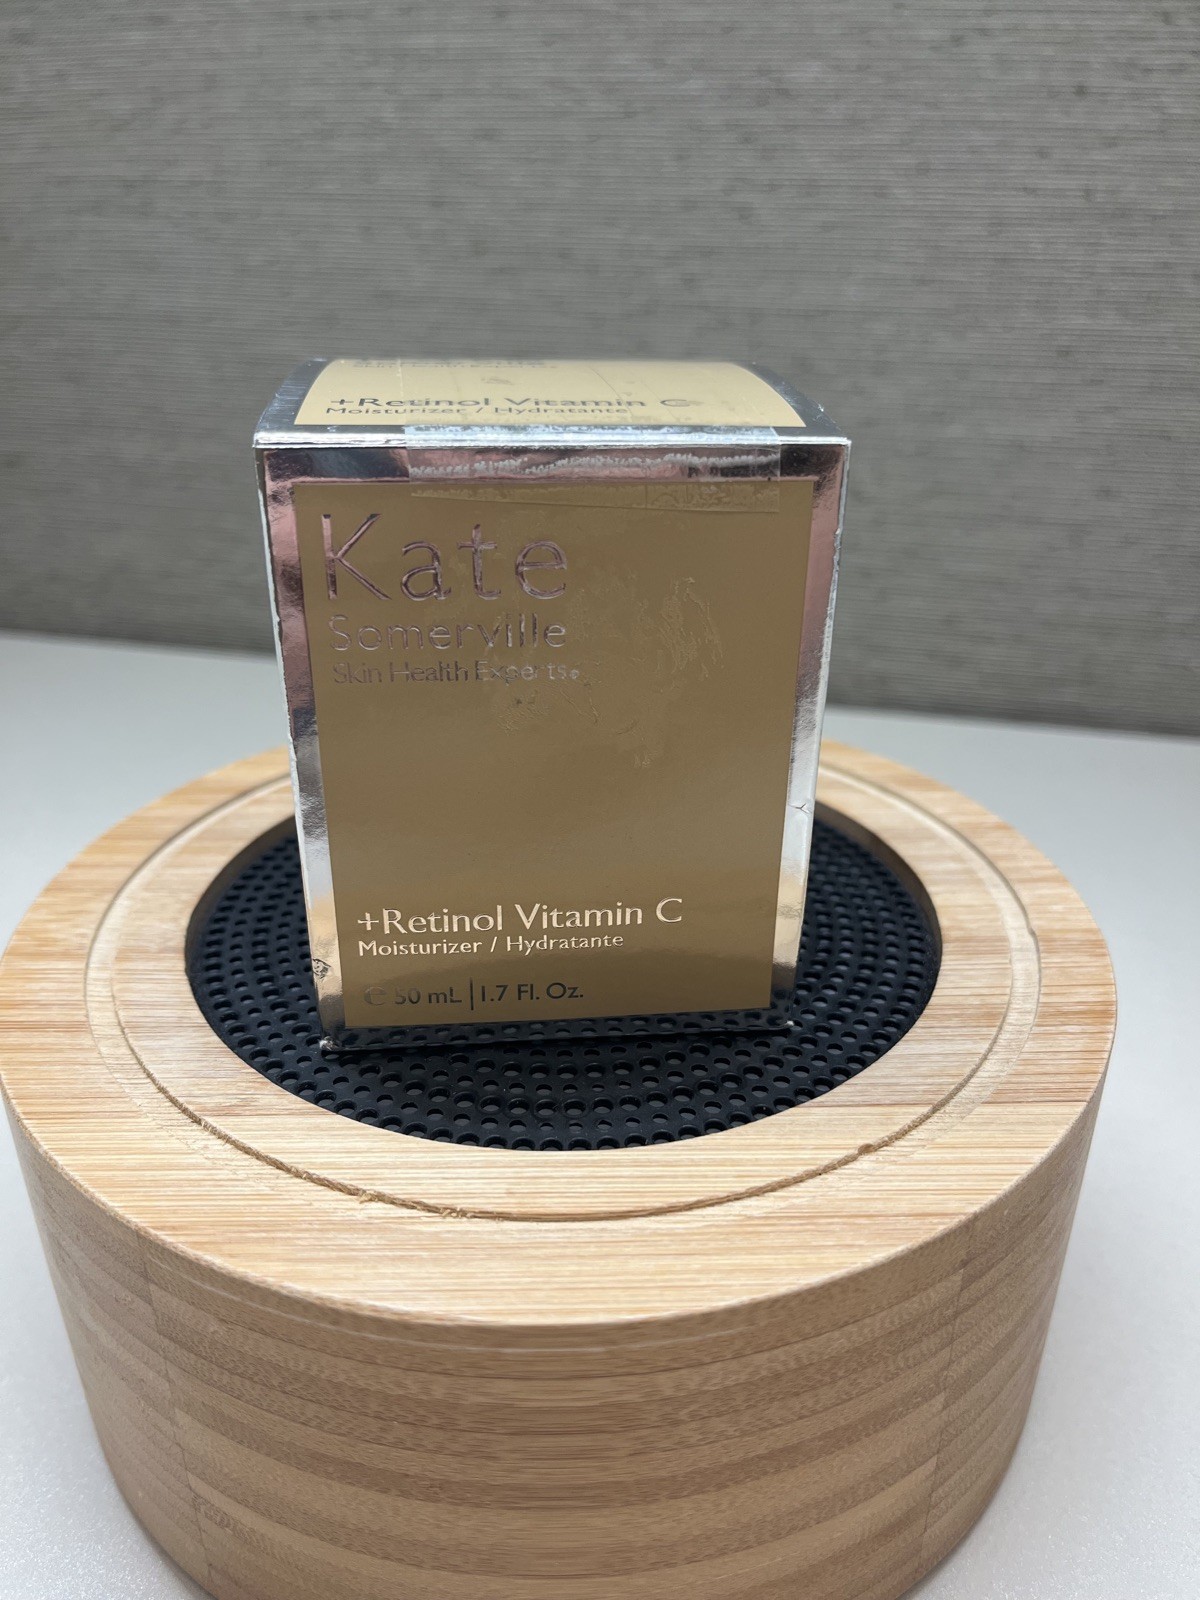 +Retinol Vitamin C
Moisturizer / Hydratante
Kate
Somerville
Skin Health Experts®
+Retinol Vitamin C
Moisturizer / Hydratante
℮ 50 mL | 1.7 Fl. Oz.